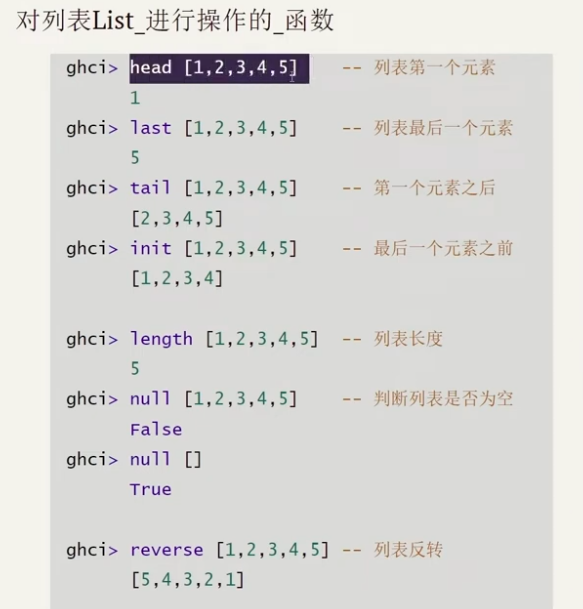 对列表List_进行操作的_函数
ghci> head [1,2,3,4,5] -- 列表第一个元素
1
ghci> last [1,2,3,4,5] -- 列表最后一个元素
5
ghci> tail [1,2,3,4,5] -- 第一个元素之后
[2,3,4,5]
ghci> init [1,2,3,4,5] -- 最后一个元素之前
[1,2,3,4]
ghci> length [1,2,3,4,5] -- 列表长度
5
ghci> null [1,2,3,4,5] -- 判断列表是否为空
False
ghci> null []
True
ghci> reverse [1,2,3,4,5] -- 列表反转
[5,4,3,2,1]